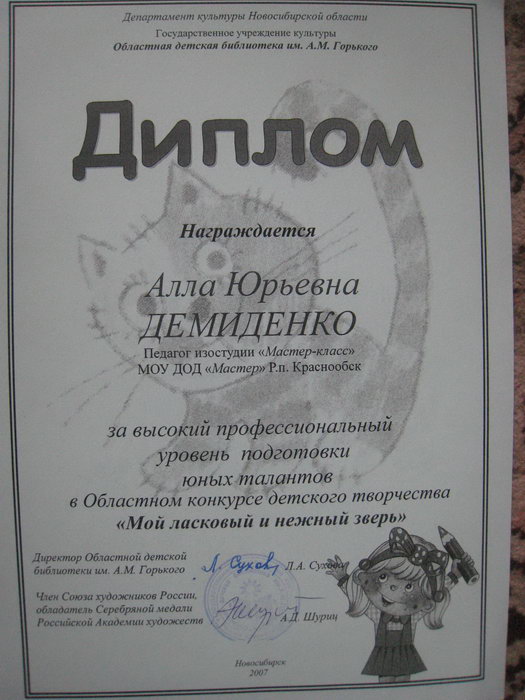 Департамент культуры Новосибирской области
Государственное учреждение культуры
Областная детская библиотека им. А.М. Горького
Диплом
Награждается
Алла Юрьевна
ДЕМИДЕНКО
Педагог изостудии «Мастер-класс»
МОУ ДОД «Мастер» Р.п. Краснообск
за высокий профессиональный
уровень подготовки
юных талантов
в Областном конкурсе детского творчества
«Мой ласковый и нежный зверь»
Директор Областной детской
библиотеки им. А.М. Горького
Л. Сухова
Л.А. Сухова
Член Союза художников России,
обладатель Серебряной медали
Российской Академии художеств
А.Д. Шуриц
Новосибирск
2007